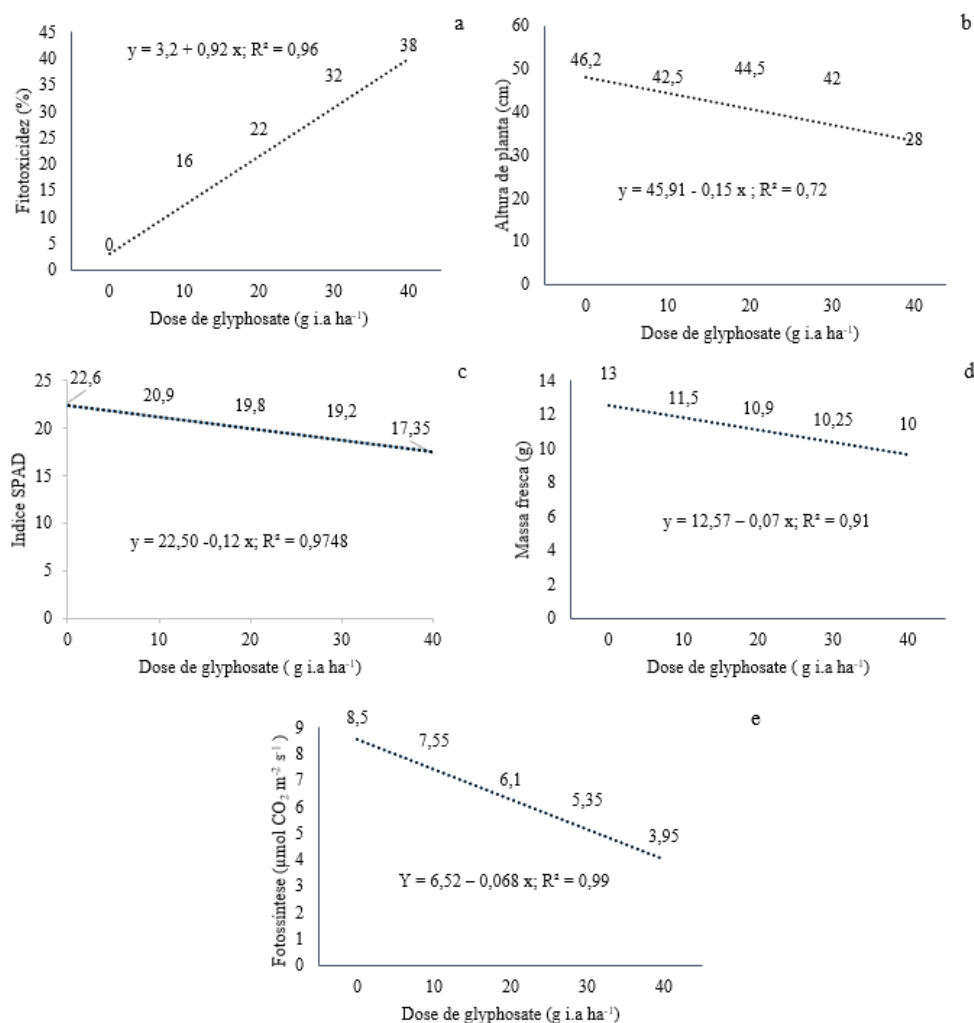 a
y = 3,2 + 0,92 x; R² = 0,96
Fitotoxicidez (%)
45
40
35
30
25
20
15
10
5
0
0
16
22
32
38
0 10 20 30 40
Dose de glyphosate (g i.a ha⁻¹)
b
Altura de planta (cm)
60
50
40
30
20
10
0
46,2
42,5
44,5
42
28
y = 45,91 - 0,15 x ; R² = 0,72
0 10 20 30 40
Dose de glyphosate (g i.a ha⁻¹)
c
Indice SPAD
25
20
15
10
5
0
22,6
20,9
19,8
19,2
17,35
y = 22,50 -0,12 x; R² = 0,9748
0 10 20 30 40
Dose de glyphosate ( g i.a ha⁻¹)
d
Massa fresca (g)
14
12
10
8
6
4
2
0
13
11,5
10,9
10,25
10
y = 12,57 – 0,07 x; R² = 0,91
0 10 20 30 40
Dose de glyphosate ( g i.a ha⁻¹)
e
Fotossíntese (µmol CO₂ m⁻² s⁻¹ )
9
8
7
6
5
4
3
2
1
0
8,5
7,55
6,1
5,35
3,95
Y = 6,52 – 0,068 x; R² = 0,99
0 10 20 30 40
Dose de glyphosate (g i.a ha⁻¹)